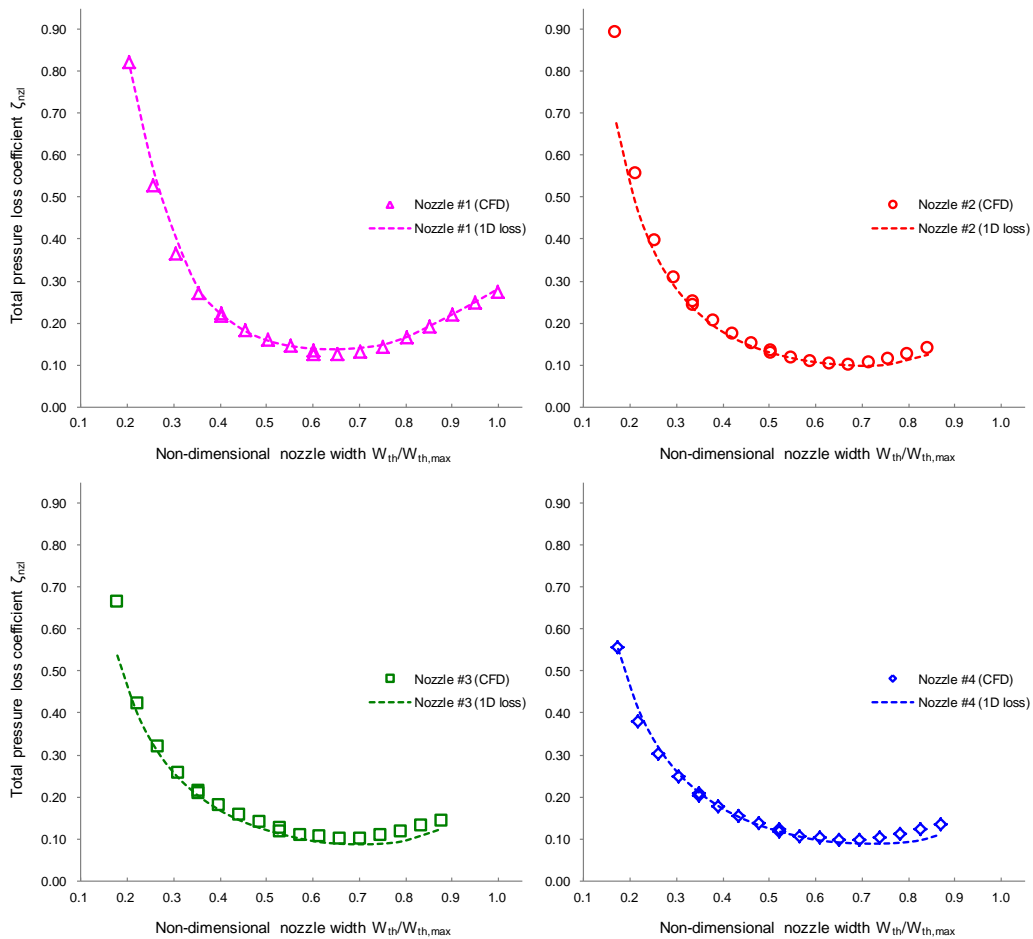 0.90
0.80
0.70
0.60
0.50
0.40
0.30
0.20
0.10
0.00
Total pressure loss coefficient ζnzl
0.1 0.2 0.3 0.4 0.5 0.6 0.7 0.8 0.9 1.0
Non-dimensional nozzle width Wth/Wth,max
Nozzle #1 (CFD)
Nozzle #1 (1D loss)
0.90
0.80
0.70
0.60
0.50
0.40
0.30
0.20
0.10
0.00
0.1 0.2 0.3 0.4 0.5 0.6 0.7 0.8 0.9 1.0
Non-dimensional nozzle width Wth/Wth,max
Nozzle #2 (CFD)
Nozzle #2 (1D loss)
0.90
0.80
0.70
0.60
0.50
0.40
0.30
0.20
0.10
0.00
Total pressure loss coefficient ζnzl
0.1 0.2 0.3 0.4 0.5 0.6 0.7 0.8 0.9 1.0
Non-dimensional nozzle width Wth/Wth,max
Nozzle #3 (CFD)
Nozzle #3 (1D loss)
0.90
0.80
0.70
0.60
0.50
0.40
0.30
0.20
0.10
0.00
0.1 0.2 0.3 0.4 0.5 0.6 0.7 0.8 0.9 1.0
Non-dimensional nozzle width Wth/Wth,max
Nozzle #4 (CFD)
Nozzle #4 (1D loss)